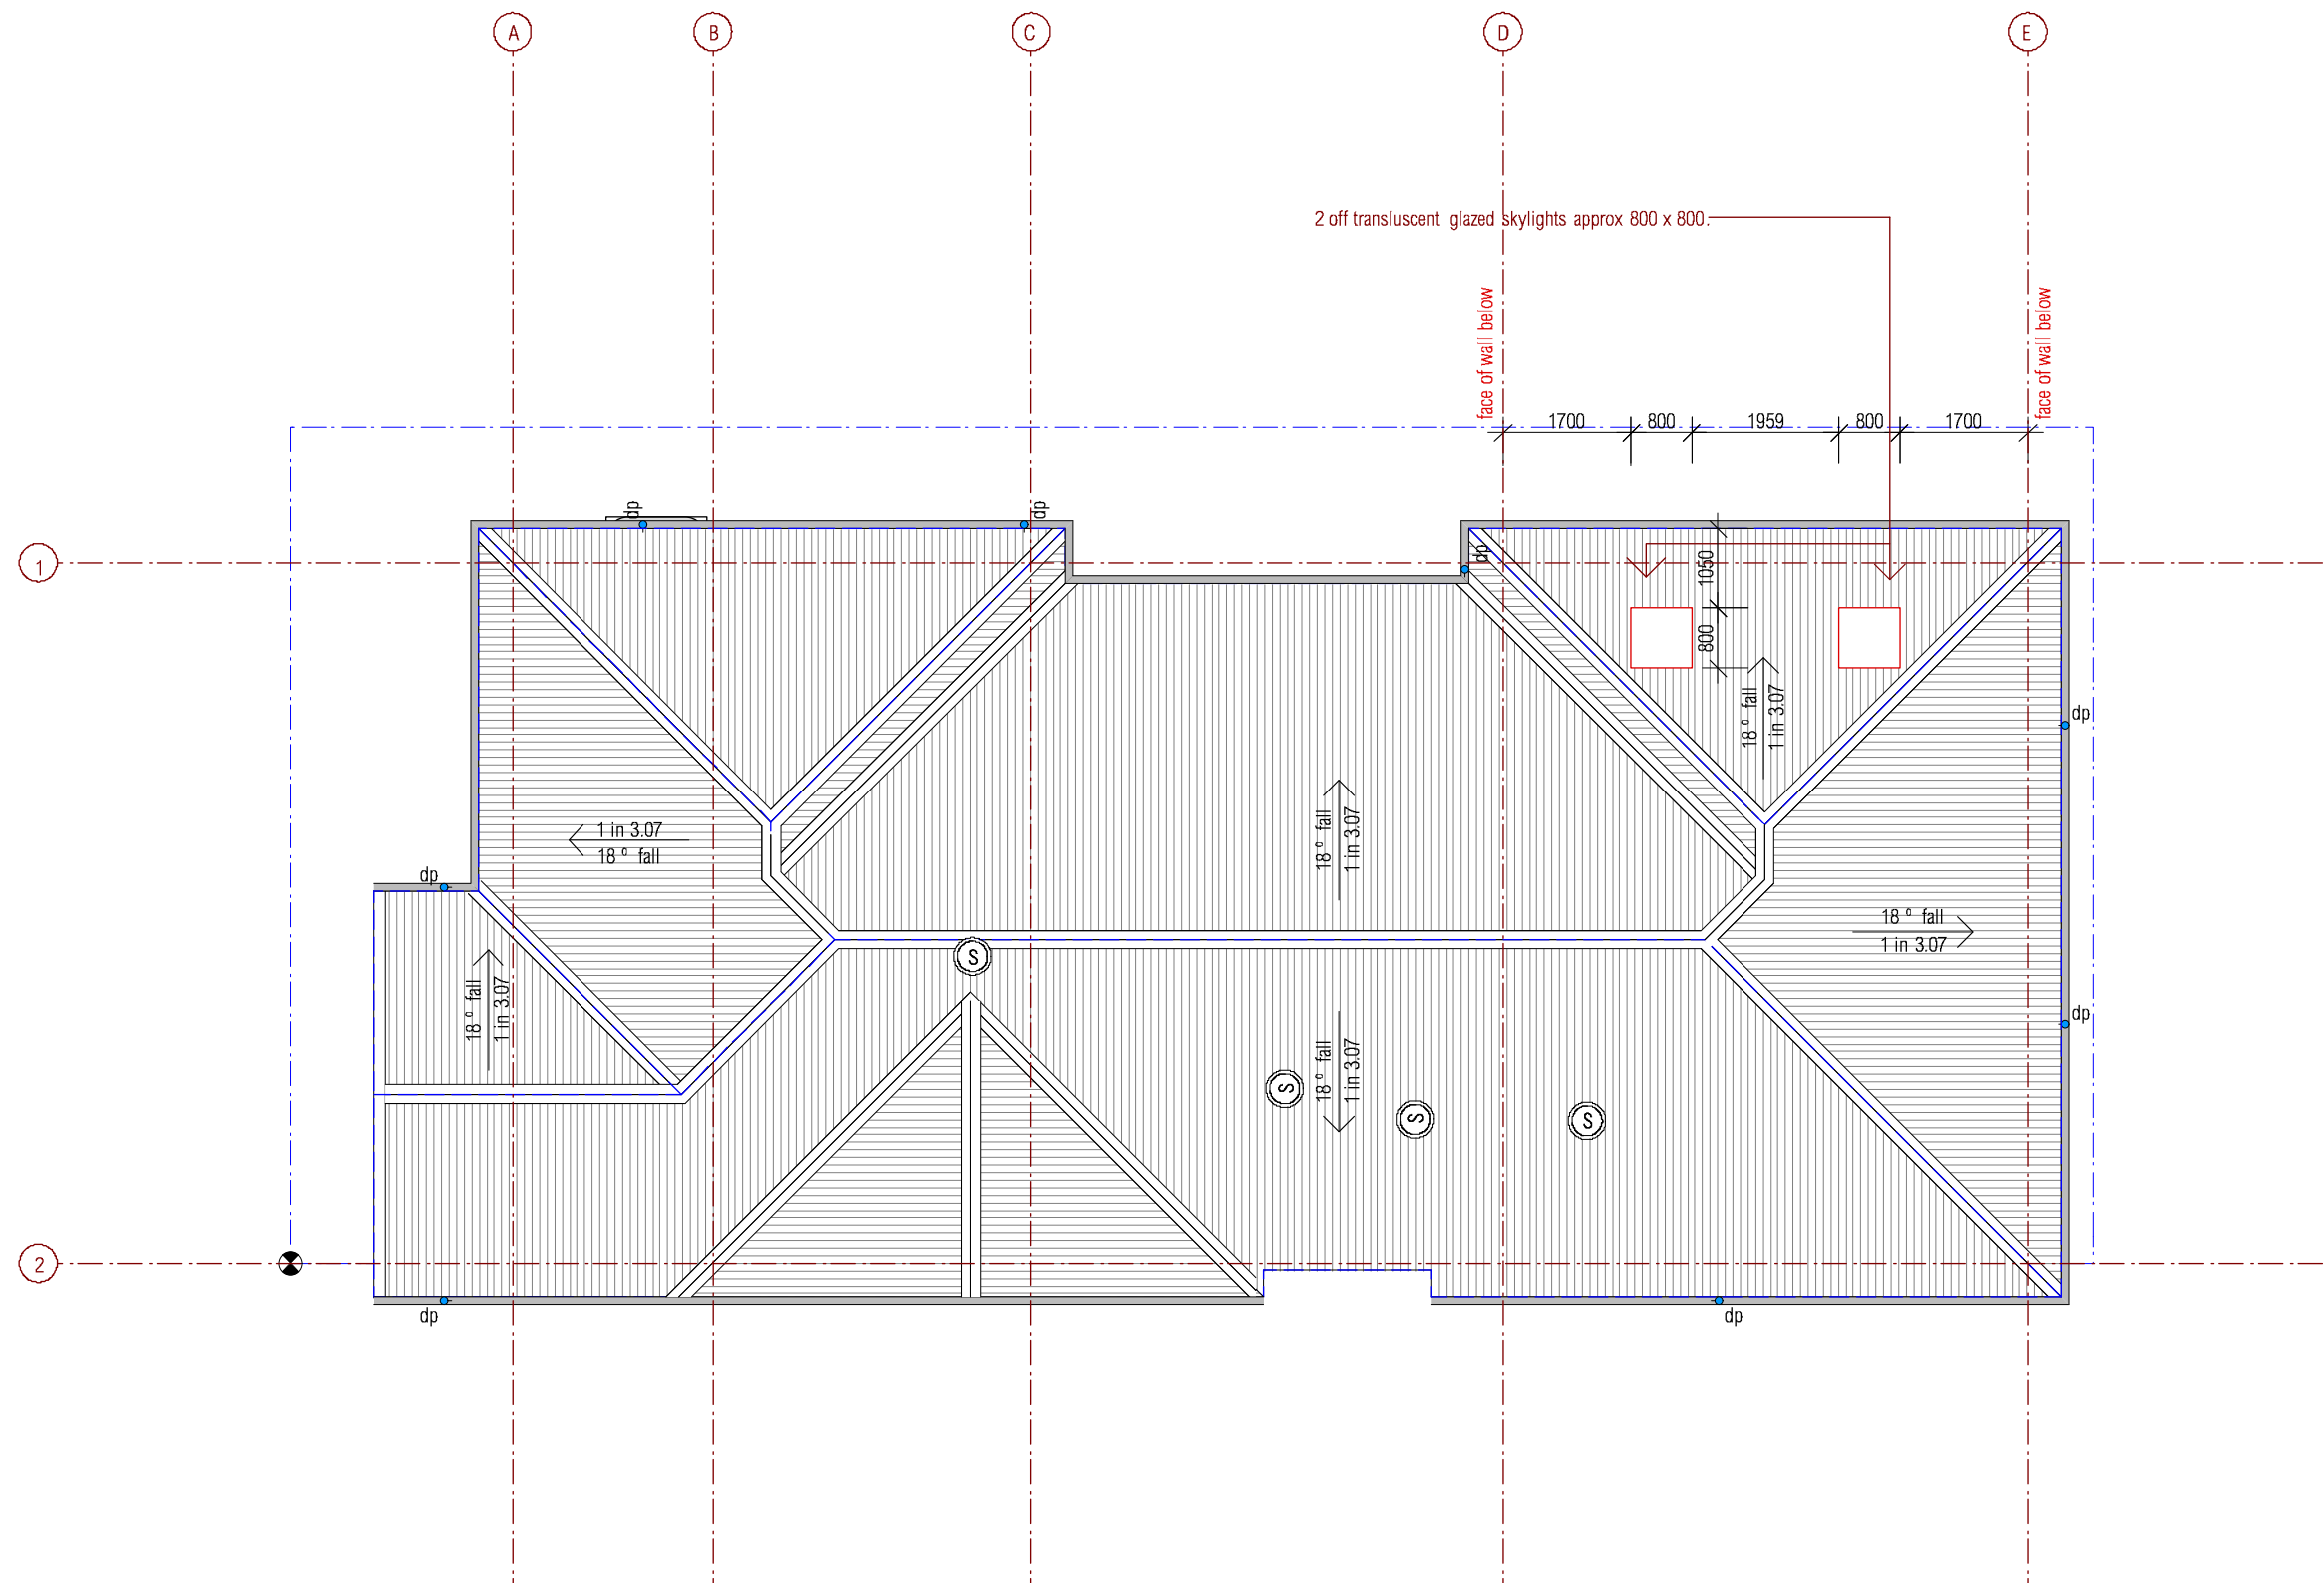 A
B
C
D
E
2 off transluscent glazed skylights approx 800 x 800.
face of wall below
face of wall below
1700
800
1959
800
1700
dp
dp
dp
1
1050
800
18 º fall
1 in 3.07
dp
1 in 3.07
18 º fall
18 º fall
1 in 3.07
dp
18 º fall
1 in 3.07
S
18 º fall
1 in 3.07
dp
18 º fall
1 in 3.07
S
S
S
2
dp
dp